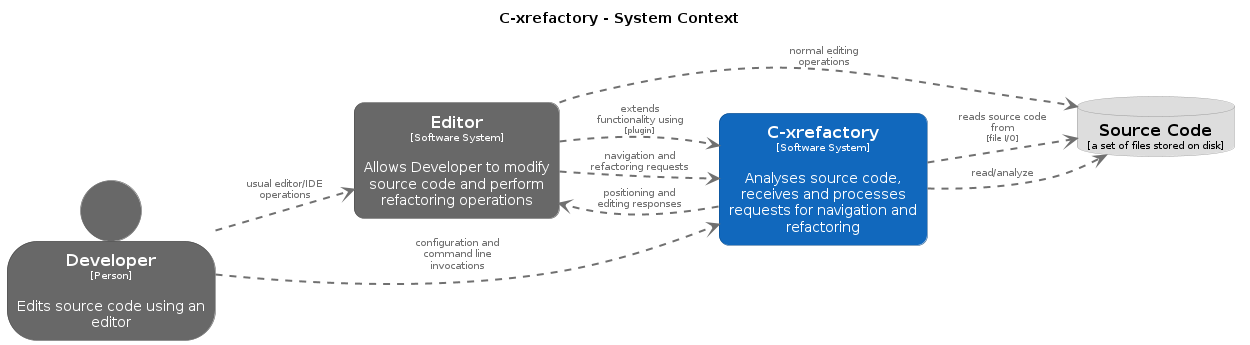 C-xrefactory - System Context
normal editing
operations
Editor
[Software System]
Allows Developer to modify
source code and perform
refactoring operations
extends
functionality using
[plugin]
navigation and
refactoring requests
positioning and
editing responses
C-xrefactory
[Software System]
Analyses source code,
receives and processes
requests for navigation and
refactoring
reads source code
from
[file I/O]
read/analyze
Source Code
[a set of files stored on disk]
usual editor/IDE
operations
configuration and
command line
invocations
Developer
[Person]
Edits source code using an
editor